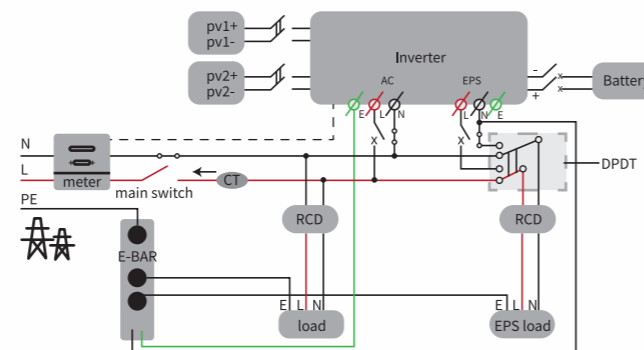 pv1+
pv1-
pv2+
pv2-
Inverter
AC
EPS
E
L
N
L
N
E
-
+
x
x
Battery
x
x
N
L
PE
meter
main switch
CT
DPDT
RCD
RCD
E-BAR
E L N
load
E L N
EPS load